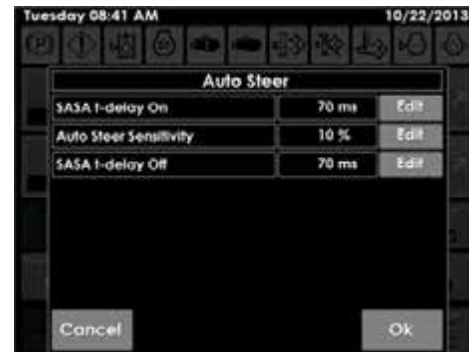 Tuesday 08:41 AM 10/22/2013
Auto Steer
SASA t-delay On 70 ms Edit
Auto Steer Sensitivity 10 % Edit
SASA t-delay Off 70 ms Edit
Cancel Ok